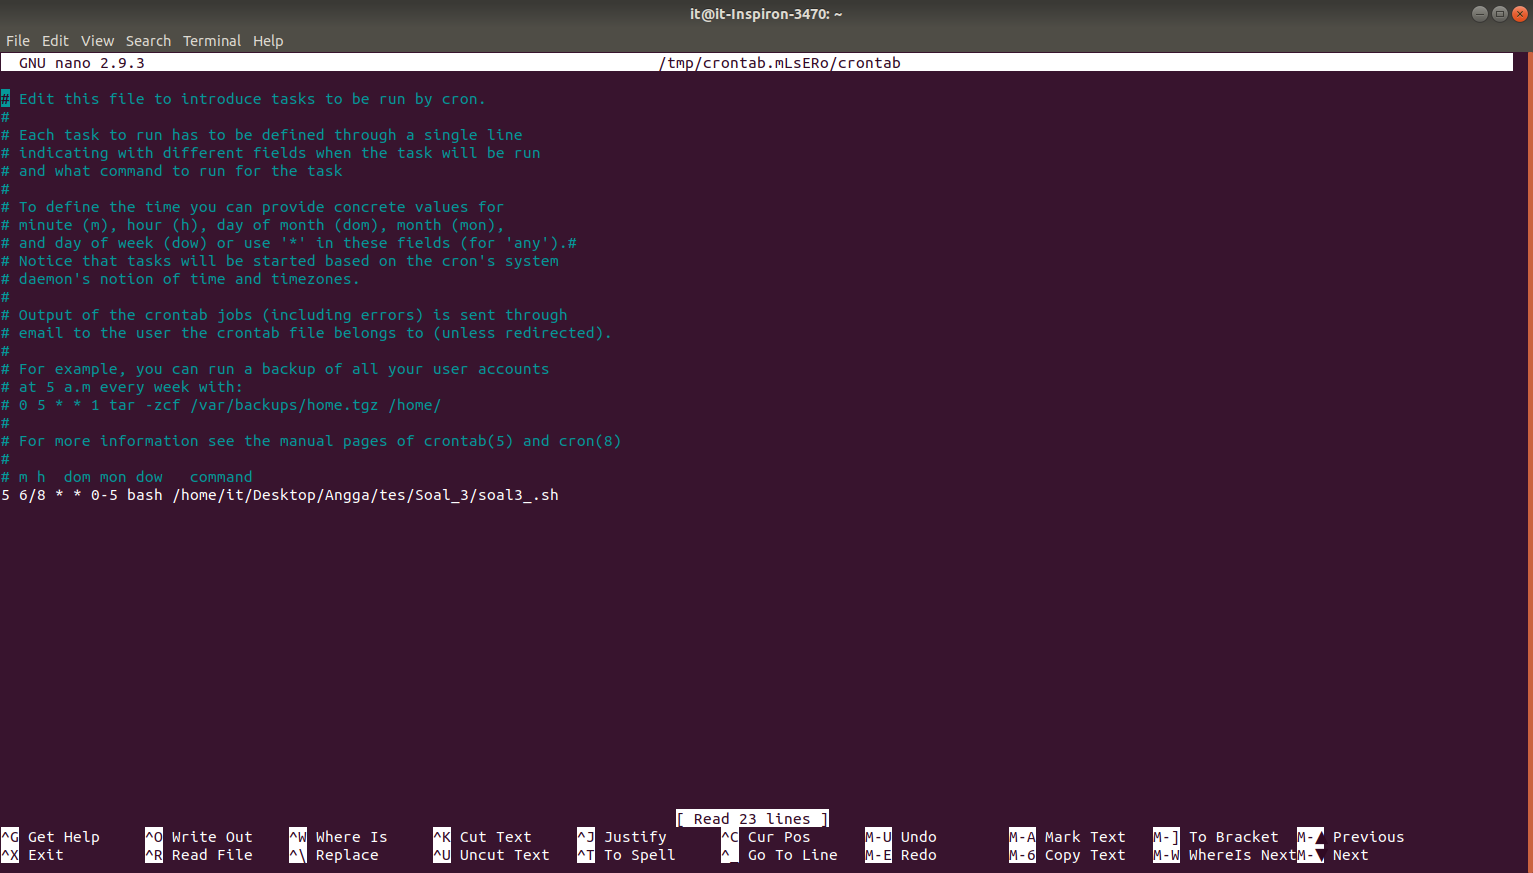 it@it-Inspiron-3470: ~
File Edit View Search Terminal Help
GNU nano 2.9.3 /tmp/crontab.mLsERo/crontab
# Edit this file to introduce tasks to be run by cron.
#
# Each task to run has to be defined through a single line
# indicating with different fields when the task will be run
# and what command to run for the task
#
# To define the time you can provide concrete values for
# minute (m), hour (h), day of month (dom), month (mon),
# and day of week (dow) or use '*' in these fields (for 'any').#
# Notice that tasks will be started based on the cron's system
# daemon's notion of time and timezones.
#
# Output of the crontab jobs (including errors) is sent through
# email to the user the crontab file belongs to (unless redirected).
#
# For example, you can run a backup of all your user accounts
# at 5 a.m every week with:
# 0 5 * * 1 tar -zcf /var/backups/home.tgz /home/
#
# For more information see the manual pages of crontab(5) and cron(8)
#
# m h  dom mon dow   command
5 6/8 * * 0-5 bash /home/it/Desktop/Angga/tes/Soal_3/soal3_.sh
[ Read 23 lines ]
^G Get Help ^O Write Out ^W Where Is ^K Cut Text ^J Justify ^C Cur Pos M-U Undo M-A Mark Text M-] To Bracket M-▲ Previous
^X Exit ^R Read File ^\ Replace ^U Uncut Text ^T To Spell ^_ Go To Line M-E Redo M-6 Copy Text M-W WhereIs Next M-▼ Next